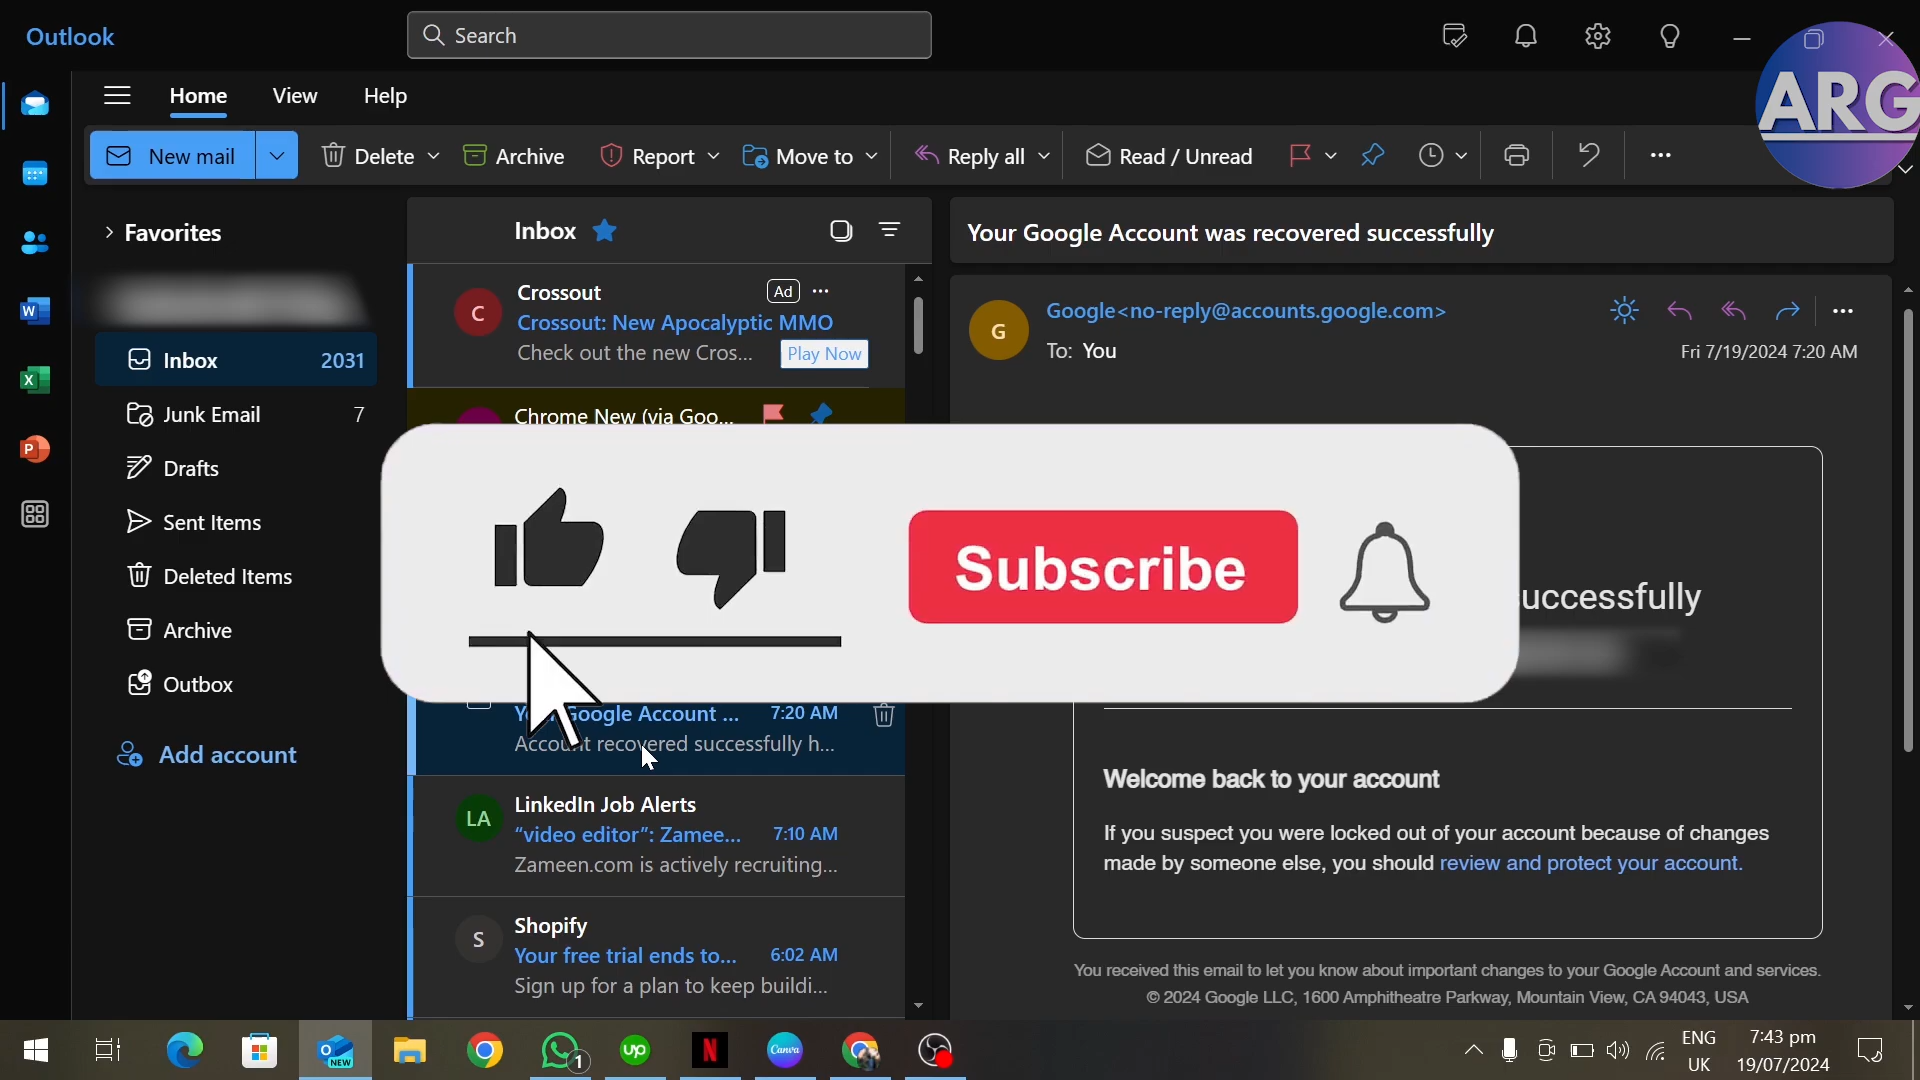 Outlook
Search
ARG
Home View Help
New mail Delete Archive Report Move to Reply all Read / Unread
Favorites
Inbox 2031
Junk Email 7
Drafts
Sent Items
Deleted Items
Archive
Outbox
Add account
Inbox
C Crossout Ad
Crossout: New Apocalyptic MMO
Check out the new Cros... Play Now
Chrome New (via Goo...
Subscribe
Google Account ... 7:20 AM
Account recovered successfully h...
LA LinkedIn Job Alerts
“video editor”: Zamee... 7:10 AM
Zameen.com is actively recruiting...
S Shopify
Your free trial ends to... 6:02 AM
Sign up for a plan to keep buildi...
Your Google Account was recovered successfully
G Google<no-reply@accounts.google.com>
To: You
Fri 7/19/2024 7:20 AM
uccessfully
Welcome back to your account
If you suspect you were locked out of your account because of changes
made by someone else, you should review and protect your account.
You received this email to let you know about important changes to your Google Account and services.
© 2024 Google LLC, 1600 Amphitheatre Parkway, Mountain View, CA 94043, USA
W
X
P
O NEW
1
up
N
Canva
ENG
UK
7:43 pm
19/07/2024